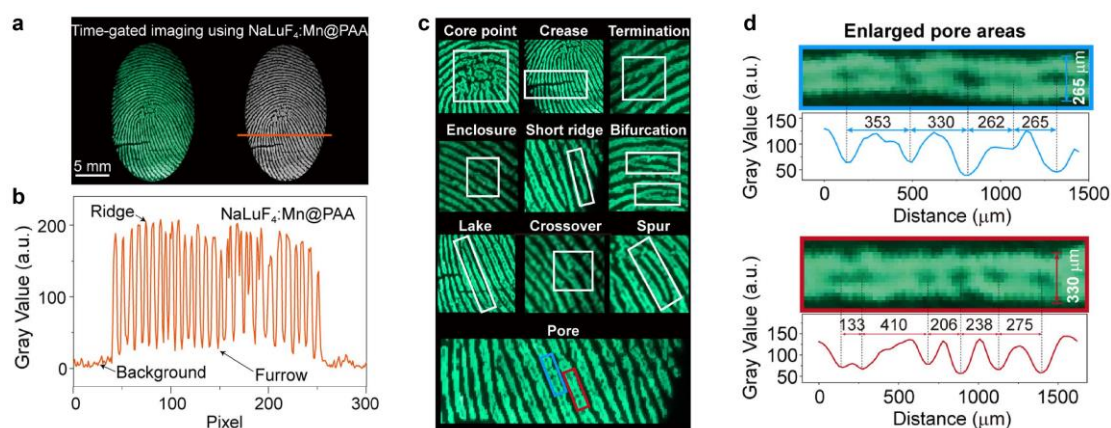 a
Time-gated imaging using NaLuF₄:Mn@PAA
5 mm
b
Ridge
NaLuF₄:Mn@PAA
200
100
0
Gray Value (a.u.)
Background
Furrow
0 100 200 300
Pixel
c
Core point Crease Termination
Enclosure Short ridge Bifurcation
Lake Crossover Spur
Pore
d
Enlarged pore areas
265 μm
353 330 262 265
150
100
50
Gray Value (a.u.)
0 500 1000 1500
Distance (μm)
330 μm
133 410 206 238 275
150
100
50
Gray Value (a.u.)
0 500 1000 1500
Distance (μm)